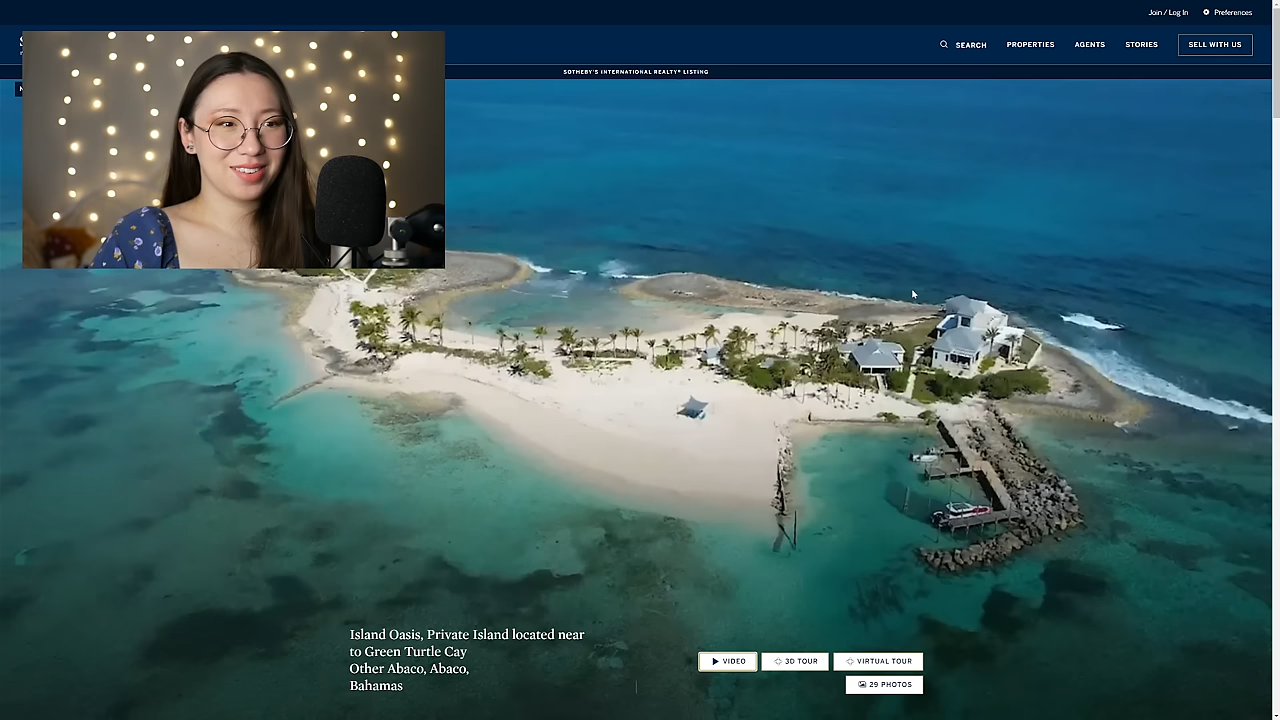 Join / Log In
Preferences
SEARCH
PROPERTIES
AGENTS
STORIES
SELL WITH US
SOTHEBY'S INTERNATIONAL REALTY® LISTING
Island Oasis, Private Island located near
to Green Turtle Cay
Other Abaco, Abaco,
Bahamas
VIDEO
3D TOUR
VIRTUAL TOUR
29 PHOTOS